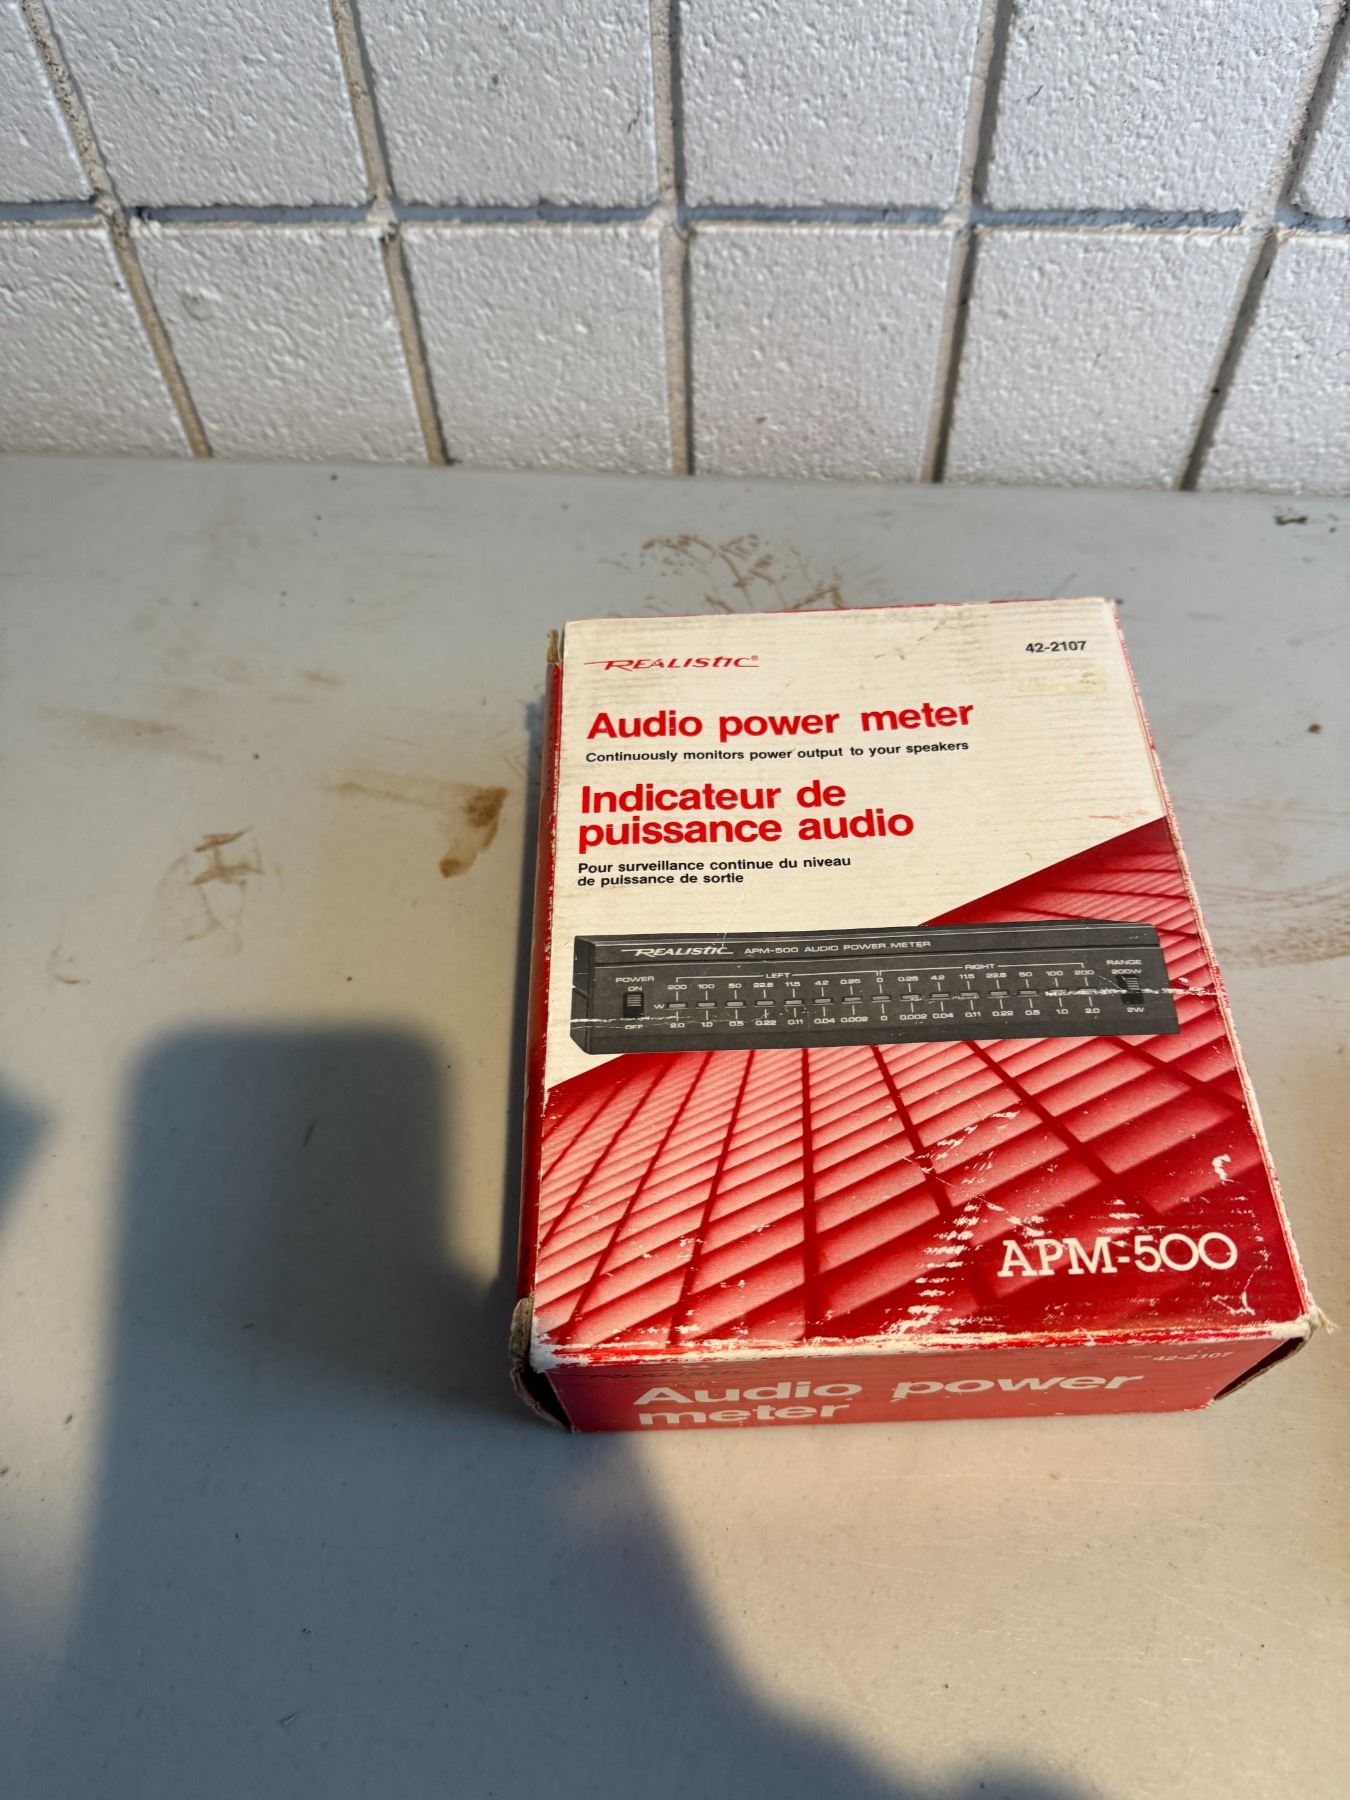 REALISTIC®
42-2107
Audio power meter
Continuously monitors power output to your speakers
Indicateur de
puissance audio
Pour surveillance continue du niveau
de puissance de sortie
REALISTIC APM-500 AUDIO POWER METER
POWER LEFT RIGHT RANGE
ON 200 100 50 22.8 11.5 4.2 0.25 0 0.25 4.2 11.5 22.8 50 100 200 200W
W
OFF 2.0 1.0 0.5 0.22 0.11 0.04 0.002 0 0.002 0.04 0.11 0.22 0.5 1.0 2.0 2W
APM-500
REALISTIC 42-2107
Audio power
meter